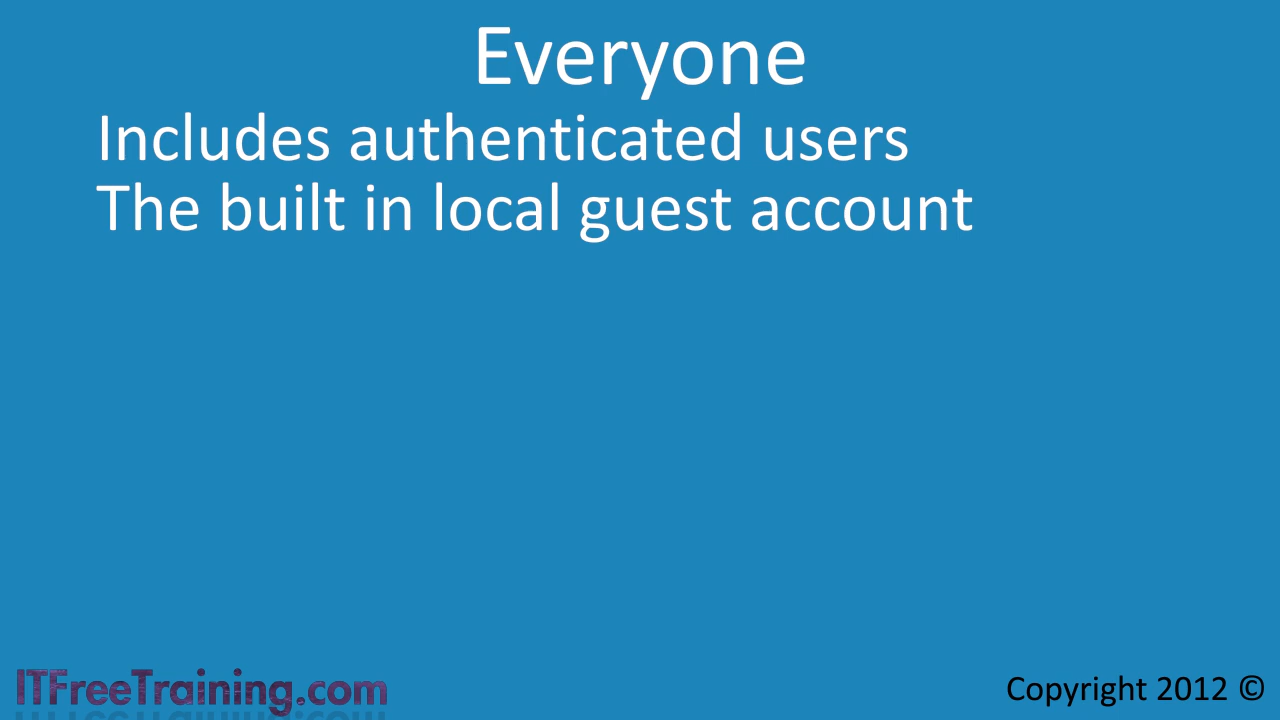 Everyone
Includes authenticated users
The built in local guest account
ITFreeTraining.com
Copyright 2012 ©